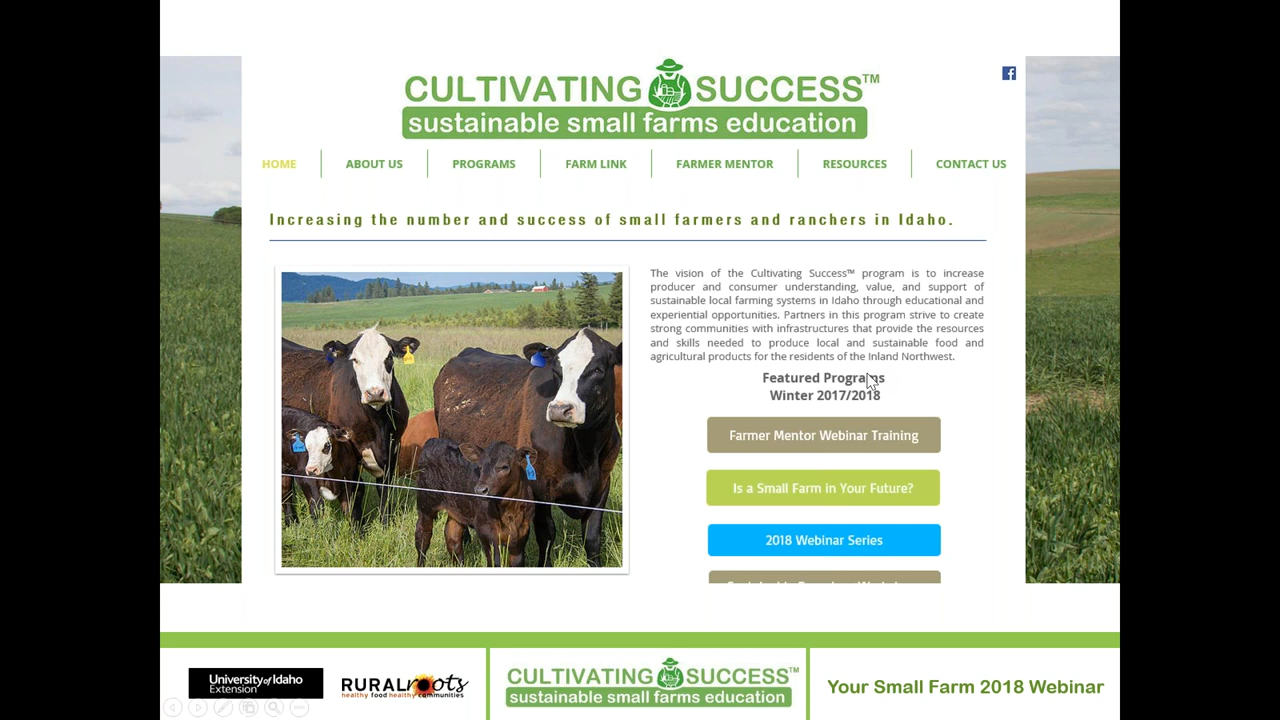 CULTIVATING SUCCESS™
sustainable small farms education
HOME
ABOUT US
PROGRAMS
FARM LINK
FARMER MENTOR
RESOURCES
CONTACT US
Increasing the number and success of small farmers and ranchers in Idaho.
The vision of the Cultivating Success™ program is to increase
producer and consumer understanding, value, and support of
sustainable local farming systems in Idaho through educational and
experiential opportunities. Partners in this program strive to create
strong communities with infrastructures that provide the resources
and skills needed to produce local and sustainable food and
agricultural products for the residents of the Inland Northwest.
Featured Programs
Winter 2017/2018
Farmer Mentor Webinar Training
Is a Small Farm in Your Future?
2018 Webinar Series
University of Idaho
Extension
RURAL roots
healthy food healthy communities
CULTIVATING SUCCESS™
sustainable small farms education
Your Small Farm 2018 Webinar